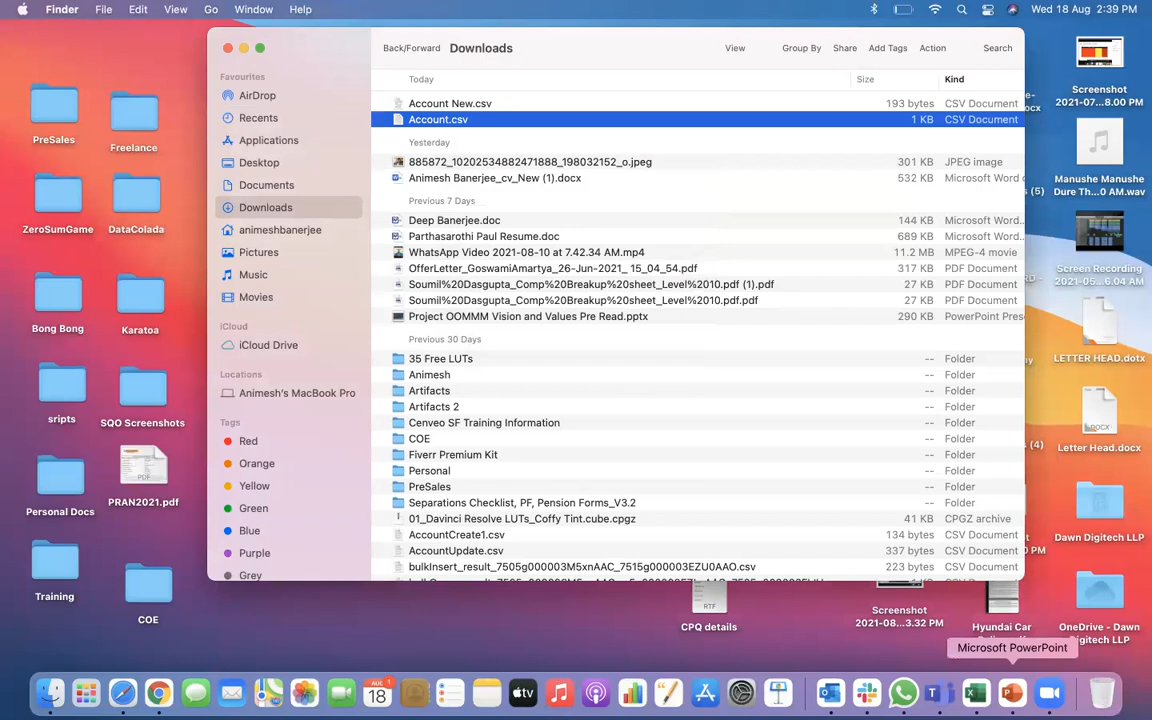 Finder File Edit View Go Window Help Wed 18 Aug 2:39 PM
Back/Forward Downloads View Group By Share Add Tags Action Search
Favourites
AirDrop
Recents
Applications
Desktop
Documents
Downloads
animeshbanerjee
Pictures
Music
Movies
iCloud
iCloud Drive
Locations
Animesh's MacBook Pro
Tags
Red
Orange
Yellow
Green
Blue
Purple
Grey
Today Size Kind
Account New.csv 193 bytes CSV Document
Account.csv 1 KB CSV Document
Yesterday
885872_10202534882471888_198032152_o.jpeg 301 KB JPEG image
Animesh Banerjee_cv_New (1).docx 532 KB Microsoft Word
Previous 7 Days
Deep Banerjee.doc 144 KB Microsoft Word..
Parthasarothi Paul Resume.doc 689 KB Microsoft Word..
WhatsApp Video 2021-08-10 at 7.42.34 AM.mp4 11.2 MB MPEG-4 movie
OfferLetter_GoswamiAmartya_26-Jun-2021_ 15_04_54.pdf 317 KB PDF Document
Soumil%20Dasgupta_Comp%20Breakup%20sheet_Level%2010.pdf (1).pdf 27 KB PDF Document
Soumil%20Dasgupta_Comp%20Breakup%20sheet_Level%2010.pdf.pdf 27 KB PDF Document
Project OOMMM Vision and Values Pre Read.pptx 290 KB PowerPoint Pres
Previous 30 Days
35 Free LUTs -- Folder
Animesh -- Folder
Artifacts -- Folder
Artifacts 2 -- Folder
Cenveo SF Training Information -- Folder
COE -- Folder
Fiverr Premium Kit -- Folder
Personal -- Folder
PreSales -- Folder
Separations Checklist, PF, Pension Forms_V3.2 -- Folder
01_Davinci Resolve LUTs_Coffy Tint.cube.cpgz 41 KB CPGZ archive
AccountCreate1.csv 134 bytes CSV Document
AccountUpdate.csv 337 bytes CSV Document
bulkInsert_result_7505g000003M5xnAAC_7515g000003EZU0AAO.csv 223 bytes CSV Document
PreSales
Freelance
ZeroSumGame
DataColada
Bong Bong
Karatoa
sripts
SQO Screenshots
PDF
Personal Docs
PRAN2021.pdf
Training
COE
Screenshot
2021-07...8.00 PM
Manushe Manushe
Dure Th...0 AM.wav
(5)
Screen Recording
2021-05...6.04 AM
LETTER HEAD.dotx
DOCX
(4)
Letter Head.docx
Dawn Digitech LLP
RTF
CPQ details
Screenshot
2021-08...3.32 PM
Hyundai Car
OneDrive - Dawn
Digitech LLP
Microsoft PowerPoint
AUG
18
1
tv